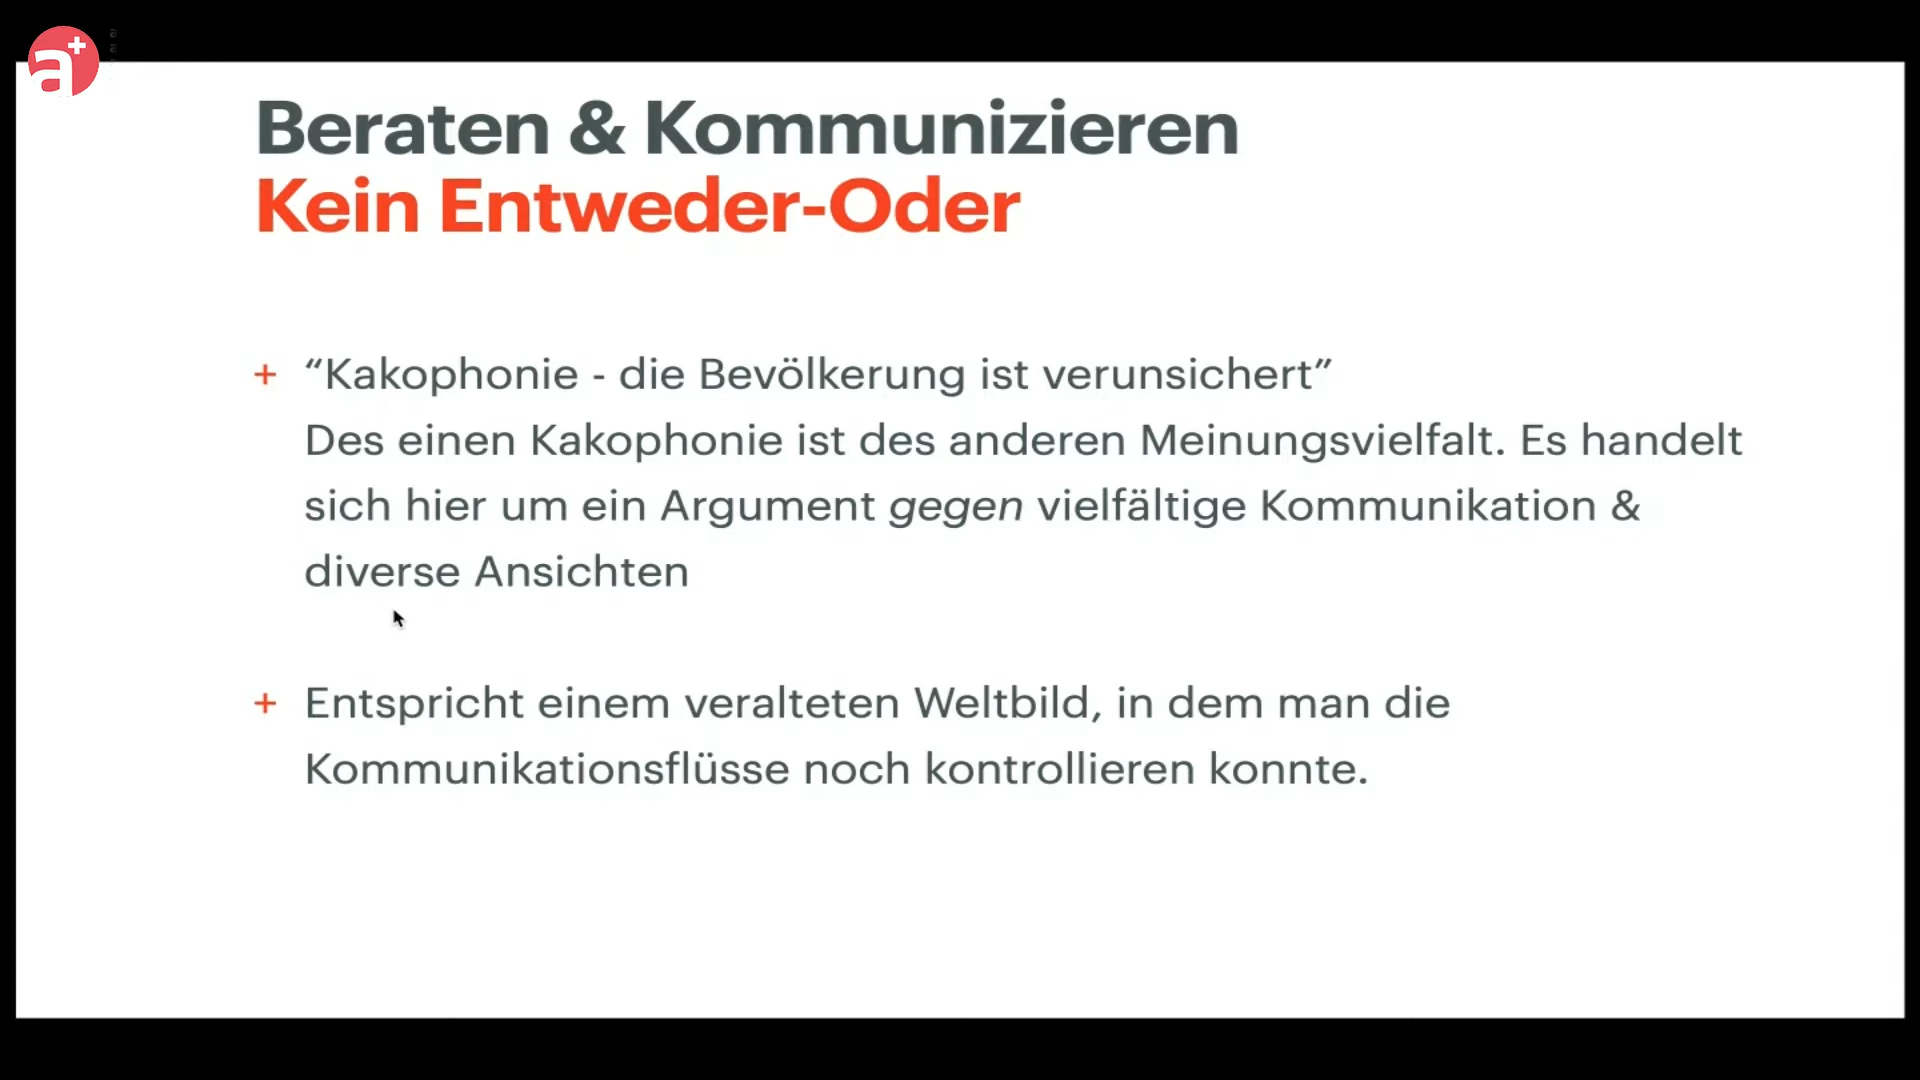 a+
Beraten & Kommunizieren
Kein Entweder-Oder
+ “Kakophonie - die Bevölkerung ist verunsichert”
Des einen Kakophonie ist des anderen Meinungsvielfalt. Es handelt
sich hier um ein Argument gegen vielfältige Kommunikation &
diverse Ansichten
+ Entspricht einem veralteten Weltbild, in dem man die
Kommunikationsflüsse noch kontrollieren konnte.